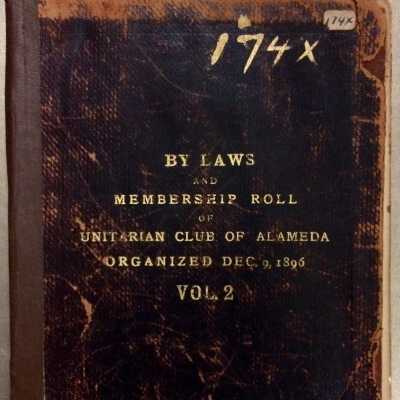 174X
174X
BY LAWS
AND
MEMBERSHIP ROLL
OF
UNITARIAN CLUB OF ALAMEDA
ORGANIZED DEC. 9, 1896
VOL. 2